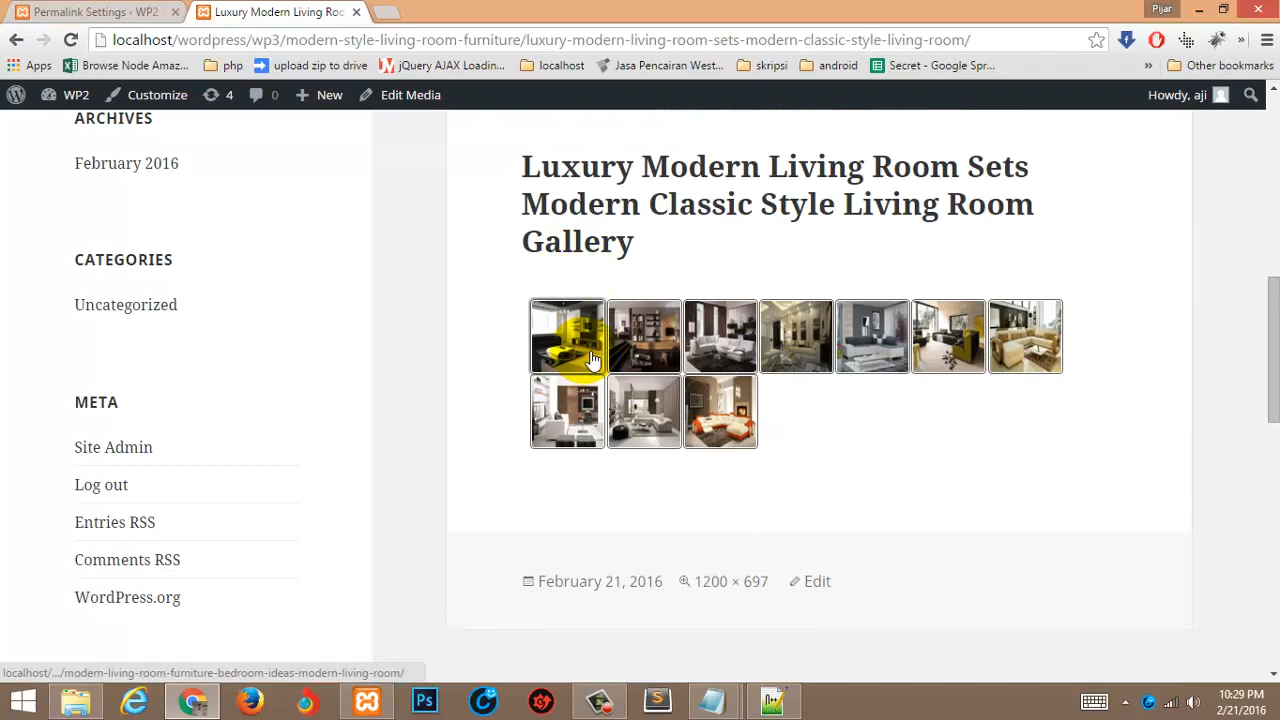 Permalink Settings ‹ WP2 -
Luxury Modern Living Roo
Pijar
localhost/wordpress/wp3/modern-style-living-room-furniture/luxury-modern-living-room-sets-modern-classic-style-living-room/
Apps
Browse Node Amaz...
php
upload zip to drive
jQuery AJAX Loadin...
localhost
Jasa Pencairan West...
skripsi
android
Secret - Google Spr...
»
Other bookmarks
WP2
Customize
4
0
New
Edit Media
Howdy, aji
ARCHIVES
February 2016
CATEGORIES
Uncategorized
META
Site Admin
Log out
Entries RSS
Comments RSS
WordPress.org
Luxury Modern Living Room Sets
Modern Classic Style Living Room
Gallery
February 21, 2016
1200 × 697
Edit
localhost/.../modern-living-room-furniture-bedroom-ideas-modern-living-room/
Ps
S
10:29 PM
2/21/2016